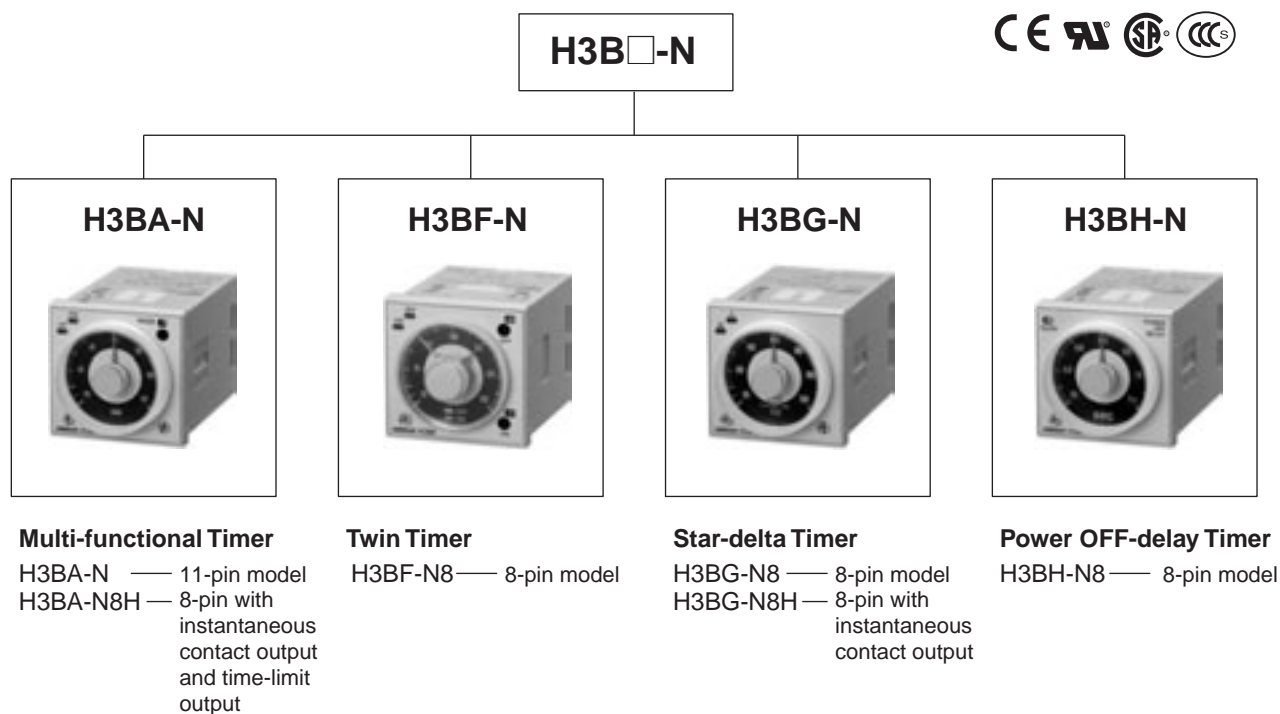 H3B□-N
CE
H3BA-N
H3BF-N
H3BG-N
H3BH-N
Multi-functional Timer
H3BA-N —— 11-pin model
H3BA-N8H — 8-pin with
instantaneous
contact output
and time-limit
output
Twin Timer
H3BF-N8 —— 8-pin model
Star-delta Timer
H3BG-N8 —— 8-pin model
H3BG-N8H — 8-pin with
instantaneous
contact output
Power OFF-delay Timer
H3BH-N8 —— 8-pin model